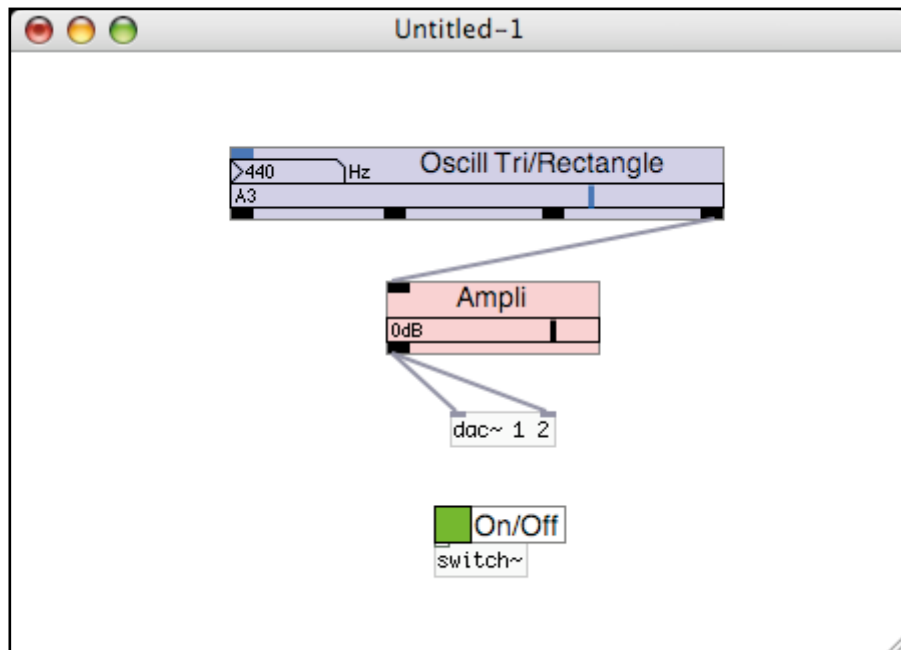 Untitled-1
Oscill Tri/Rectangle
440 Hz
A3
Ampli
0dB
dac~ 1 2
On/Off
switch~